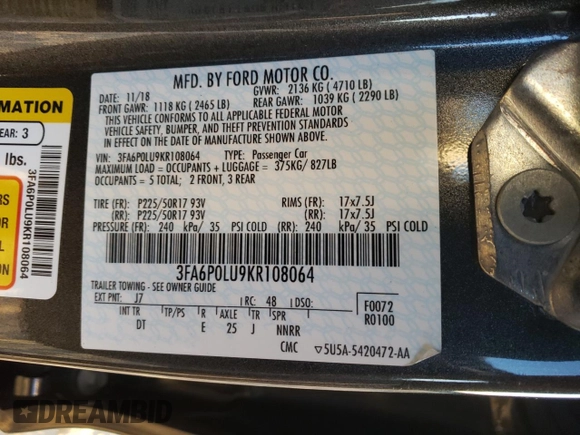 MFD. BY FORD MOTOR CO.
DATE: 11/18 GVWR: 2136 KG ( 4710 LB)
FRONT GAWR: 1118 KG ( 2465 LB) REAR GAWR: 1039 KG ( 2290 LB)
THIS VEHICLE CONFORMS TO ALL APPLICABLE FEDERAL MOTOR
VEHICLE SAFETY, BUMPER, AND THEFT PREVENTION STANDARDS
IN EFFECT ON THE DATE OF MANUFACTURE SHOWN ABOVE.
VIN: 3FA6P0LU9KR108064 TYPE: Passenger Car
MAXIMUM LOAD = OCCUPANTS + LUGGAGE = 375KG/ 827LB
OCCUPANTS = 5 TOTAL; 2 FRONT, 3 REAR
TIRE (FR): P225/50R17 93V RIMS (FR): 17x7.5J
(RR): P225/50R17 93V (RR): 17x7.5J
PRESSURE (FR): 240 kPa/ 35 PSI COLD (RR): 240 kPa/ 35 PSI COLD
3FA6P0LU9KR108064
TRAILER TOWING - SEE OWNER GUIDE
EXT PNT: J7 RC: 48 DSO: F0072
INT TR TP/PS R AXLE TR SPR R0100
DT E 25 J NNRR
CMC ▽5U5A-5420472-AA
RMATION
EAR: 3
lbs.
3FA6P0LU9KR108064
DREAMBID